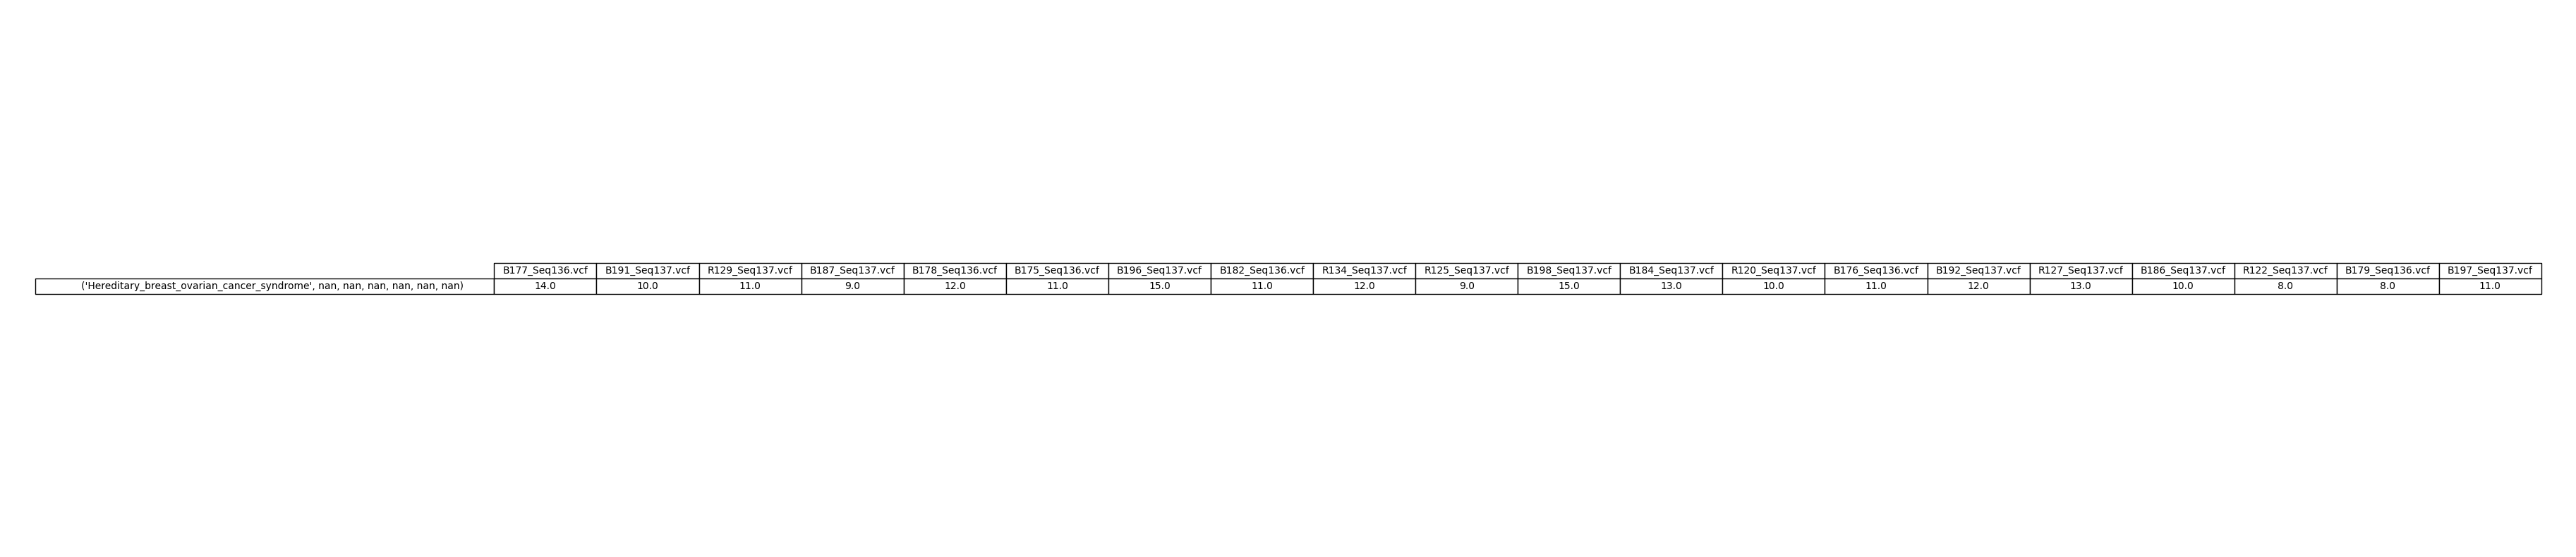 B177_Seq136.vcf B191_Seq137.vcf R129_Seq137.vcf B187_Seq137.vcf B178_Seq136.vcf B175_Seq136.vcf B196_Seq137.vcf B182_Seq136.vcf R134_Seq137.vcf R125_Seq137.vcf B198_Seq137.vcf B184_Seq137.vcf R120_Seq137.vcf B176_Seq136.vcf B192_Seq137.vcf R127_Seq137.vcf B186_Seq137.vcf R122_Seq137.vcf B179_Seq136.vcf B197_Seq137.vcf
('Hereditary_breast_ovarian_cancer_syndrome', nan, nan, nan, nan, nan, nan) 14.0 10.0 11.0 9.0 12.0 11.0 15.0 11.0 12.0 9.0 15.0 13.0 10.0 11.0 12.0 13.0 10.0 8.0 8.0 11.0